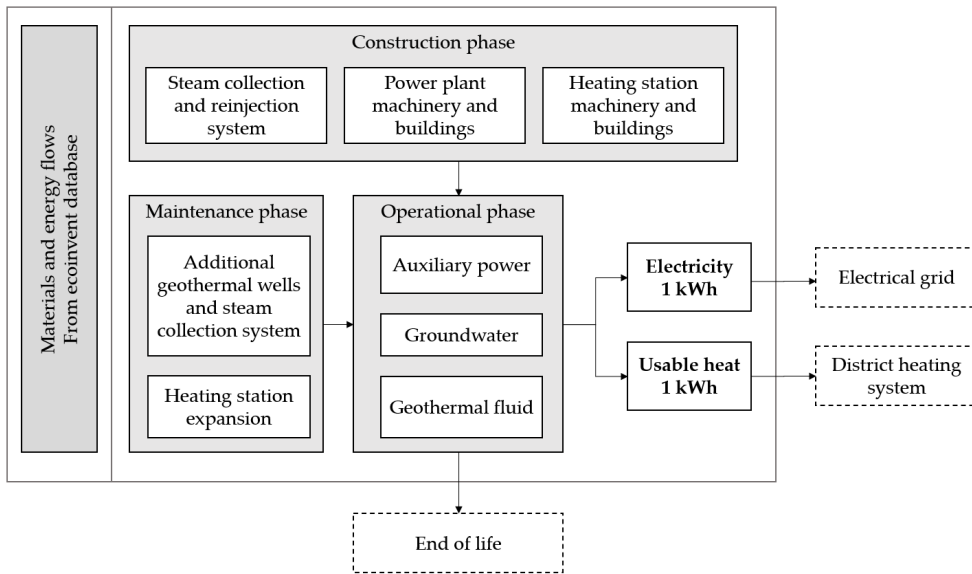 Materials and energy flows
From ecoinvent database
Construction phase
Steam collection
and reinjection
system
Power plant
machinery and
buildings
Heating station
machinery and
buildings
Maintenance phase
Additional
geothermal wells
and steam
collection system
Heating station
expansion
Operational phase
Auxiliary power
Groundwater
Geothermal fluid
Electricity
1 kWh
Usable heat
1 kWh
Electrical grid
District heating
system
End of life